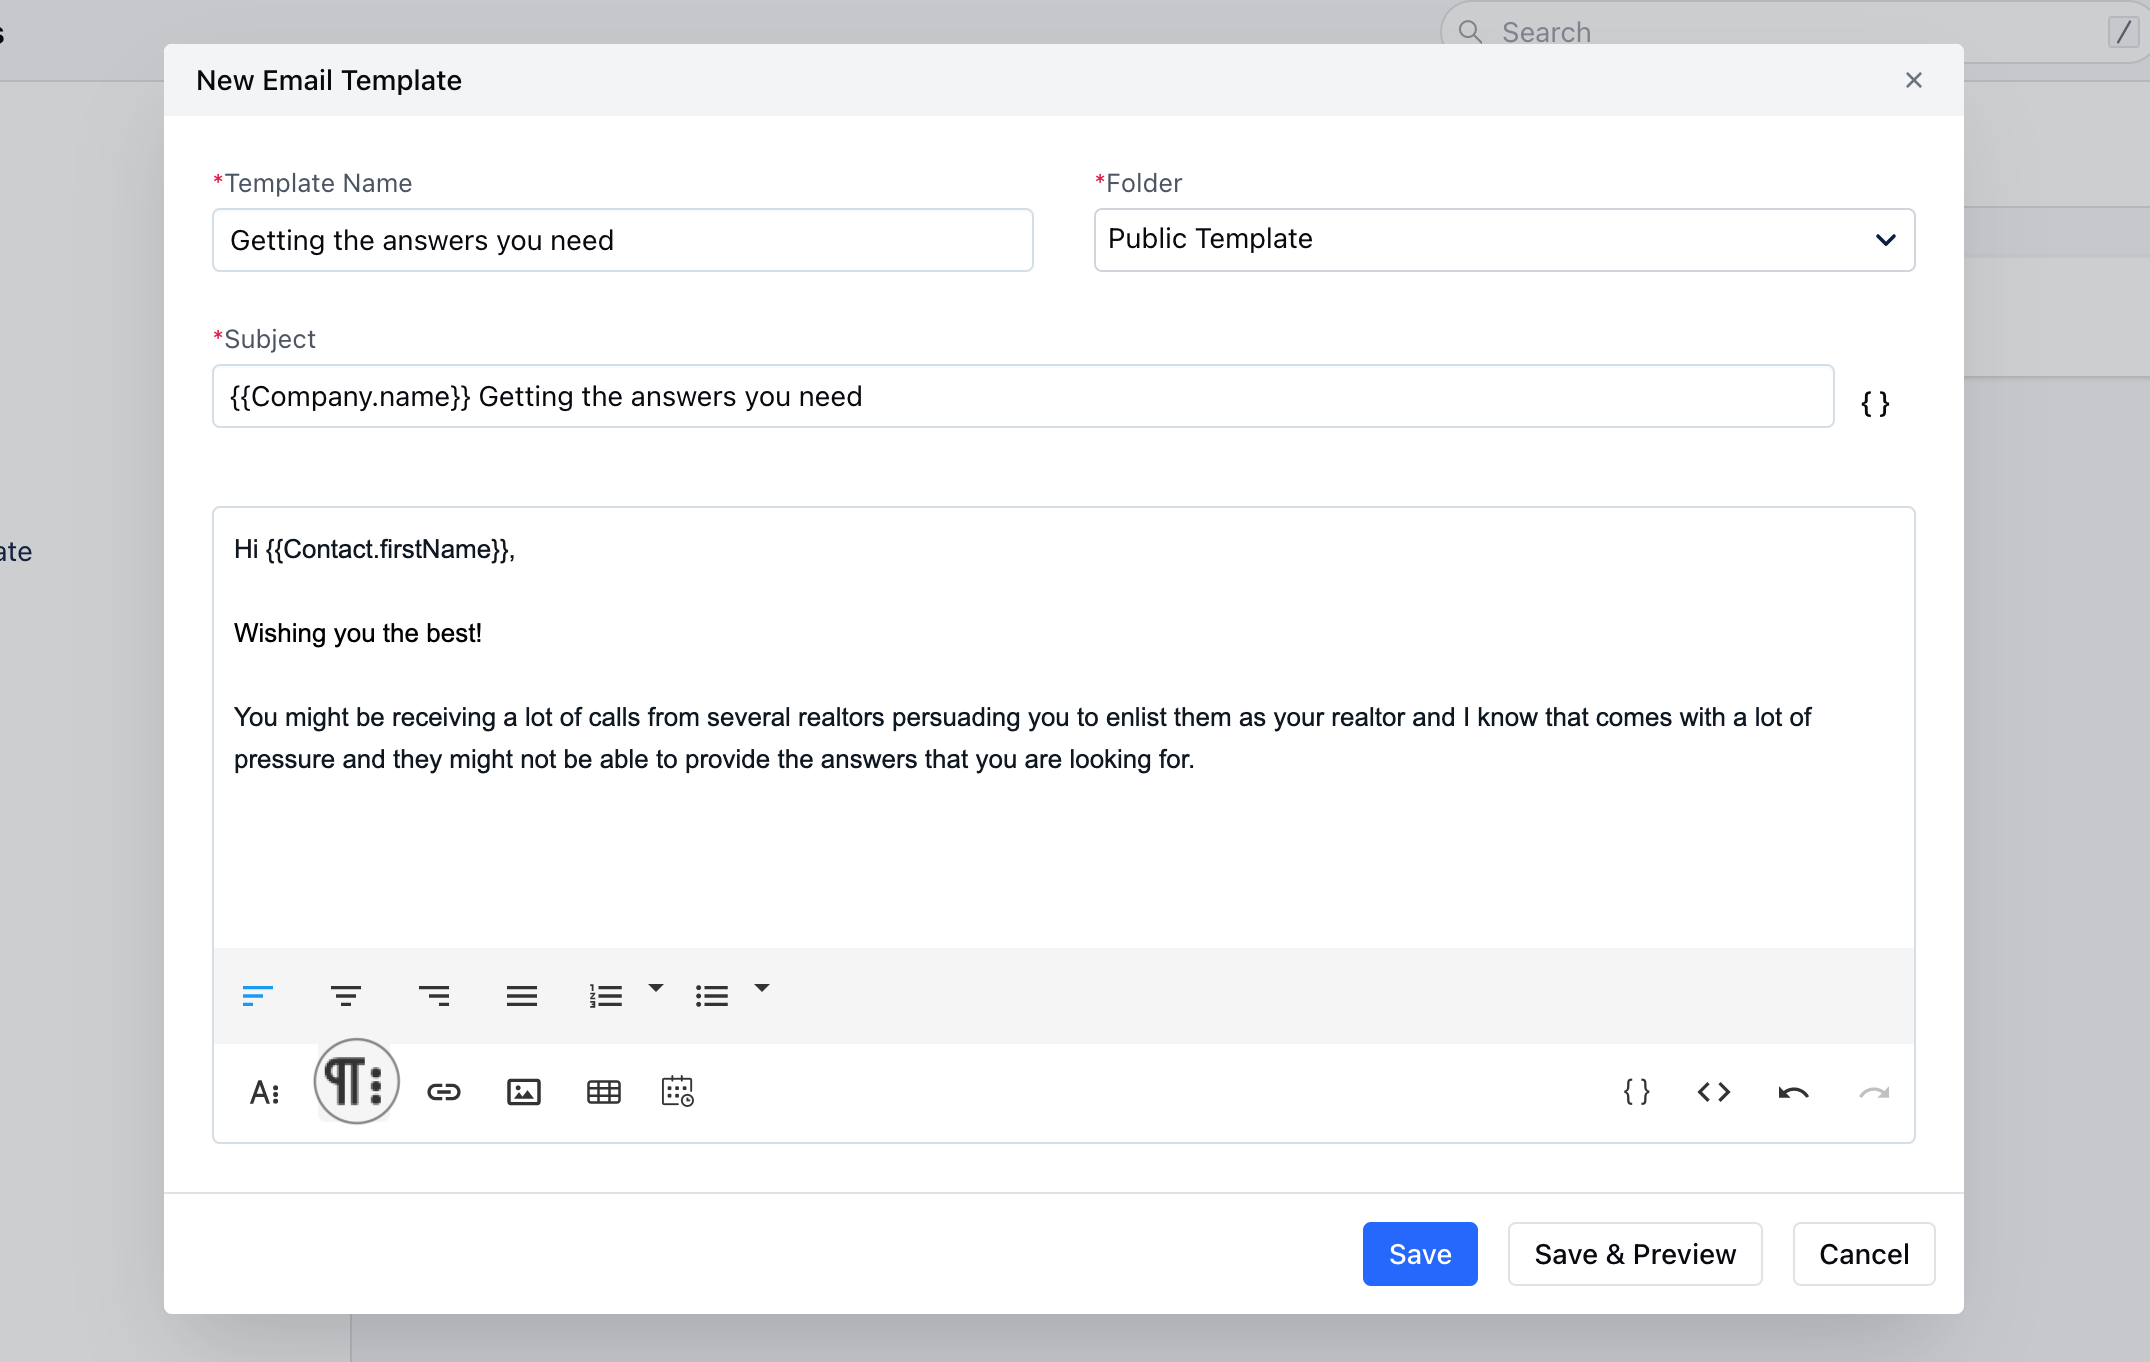 s
Search
/
New Email Template
*Template Name
*Folder
Getting the answers you need
Public Template
*Subject
{{Company.name}} Getting the answers you need
{ }
ate
Hi {{Contact.firstName}},
Wishing you the best!
You might be receiving a lot of calls from several realtors persuading you to enlist them as your realtor and I know that comes with a lot of
pressure and they might not be able to provide the answers that you are looking for.
Save
Save & Preview
Cancel